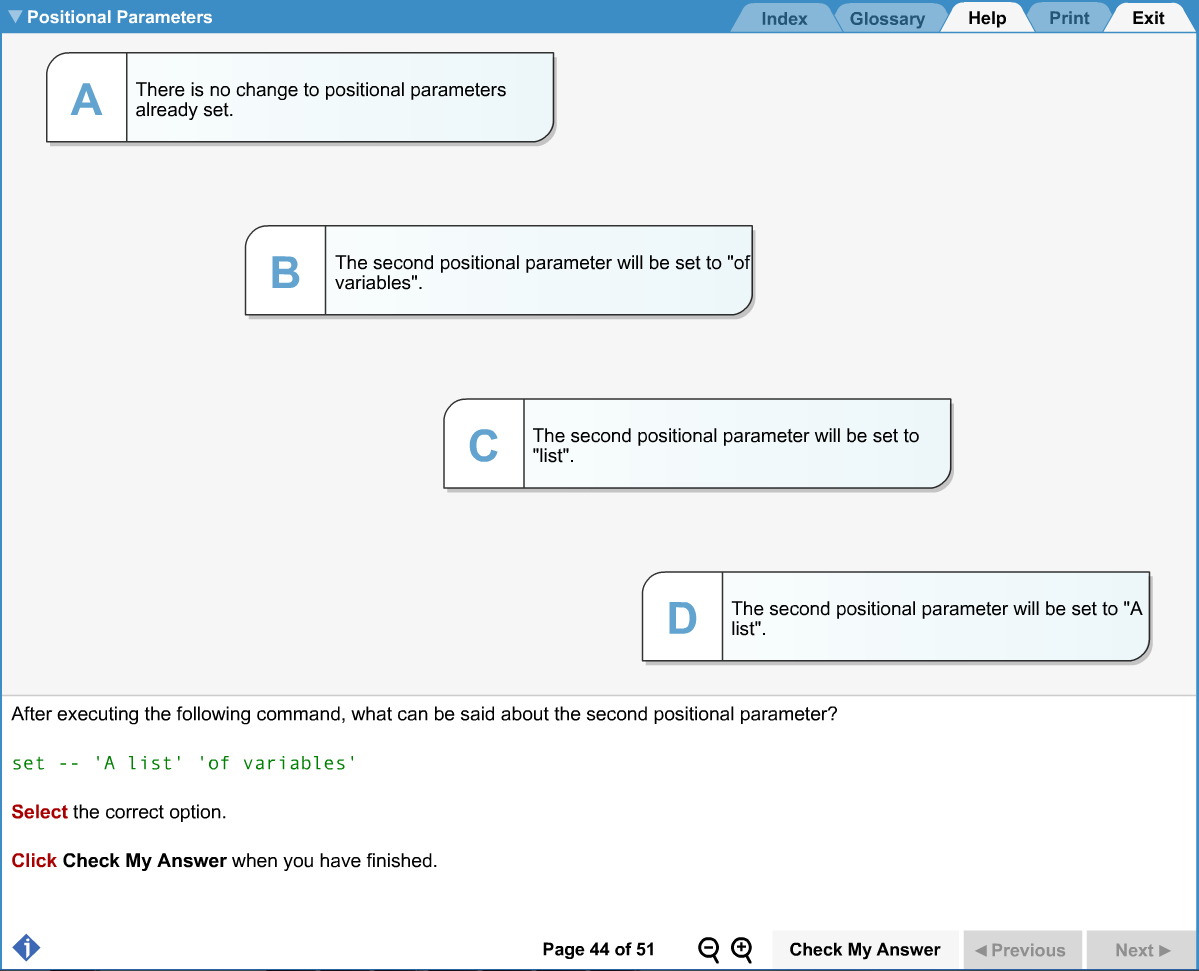 Positional Parameters
Index
Glossary
Help
Print
Exit
A
There is no change to positional parameters
already set.
B
The second positional parameter will be set to "of
variables".
C
The second positional parameter will be set to
"list".
D
The second positional parameter will be set to "A
list".
After executing the following command, what can be said about the second positional parameter?
set -- 'A list' 'of variables'
Select the correct option.
Click Check My Answer when you have finished.
i
Page 44 of 51
Check My Answer
Previous
Next